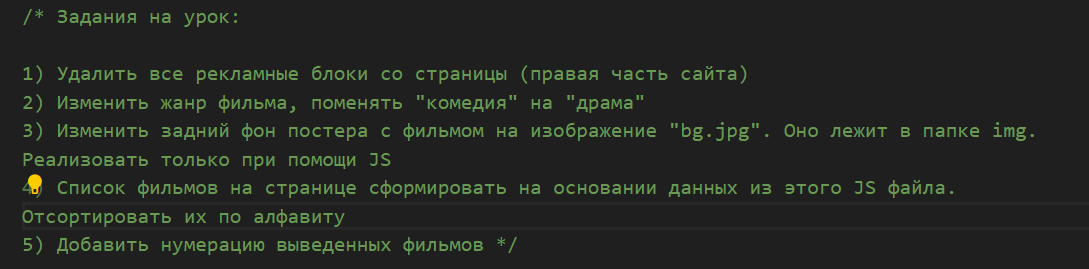 /* Задания на урок:
1) Удалить все рекламные блоки со страницы (правая часть сайта)
2) Изменить жанр фильма, поменять "комедия" на "драма"
3) Изменить задний фон постера с фильмом на изображение "bg.jpg". Оно лежит в папке img.
Реализовать только при помощи JS
4) Список фильмов на странице сформировать на основании данных из этого JS файла.
Отсортировать их по алфавиту
5) Добавить нумерацию выведенных фильмов */